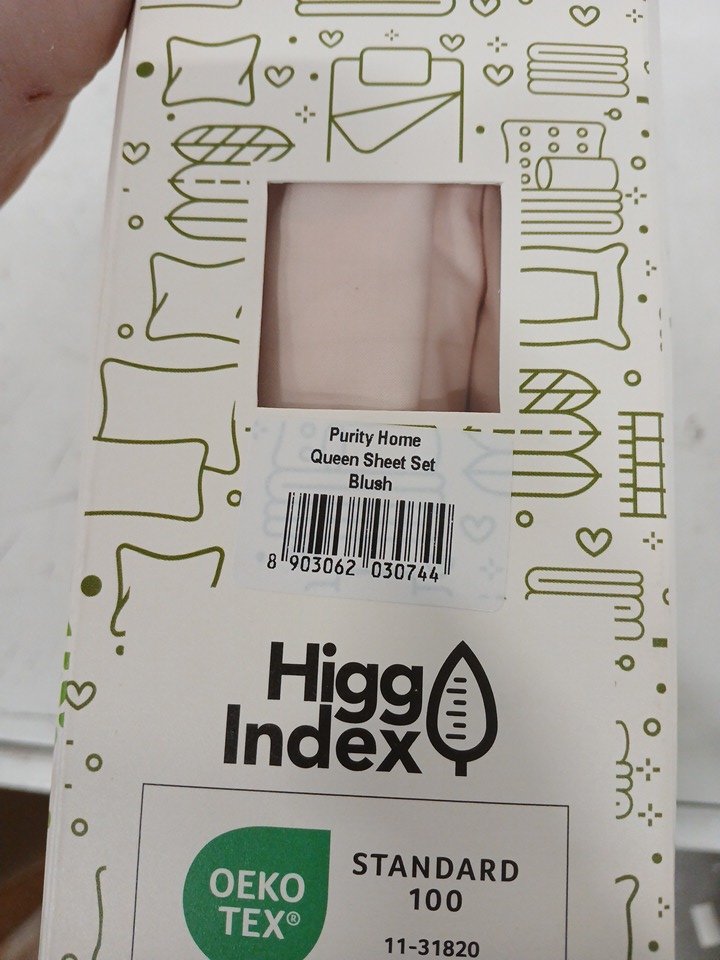 Purity Home
Queen Sheet Set
Blush
8 903062 030744
Higg
Index
OEKO
TEX®
STANDARD
100
11-31820